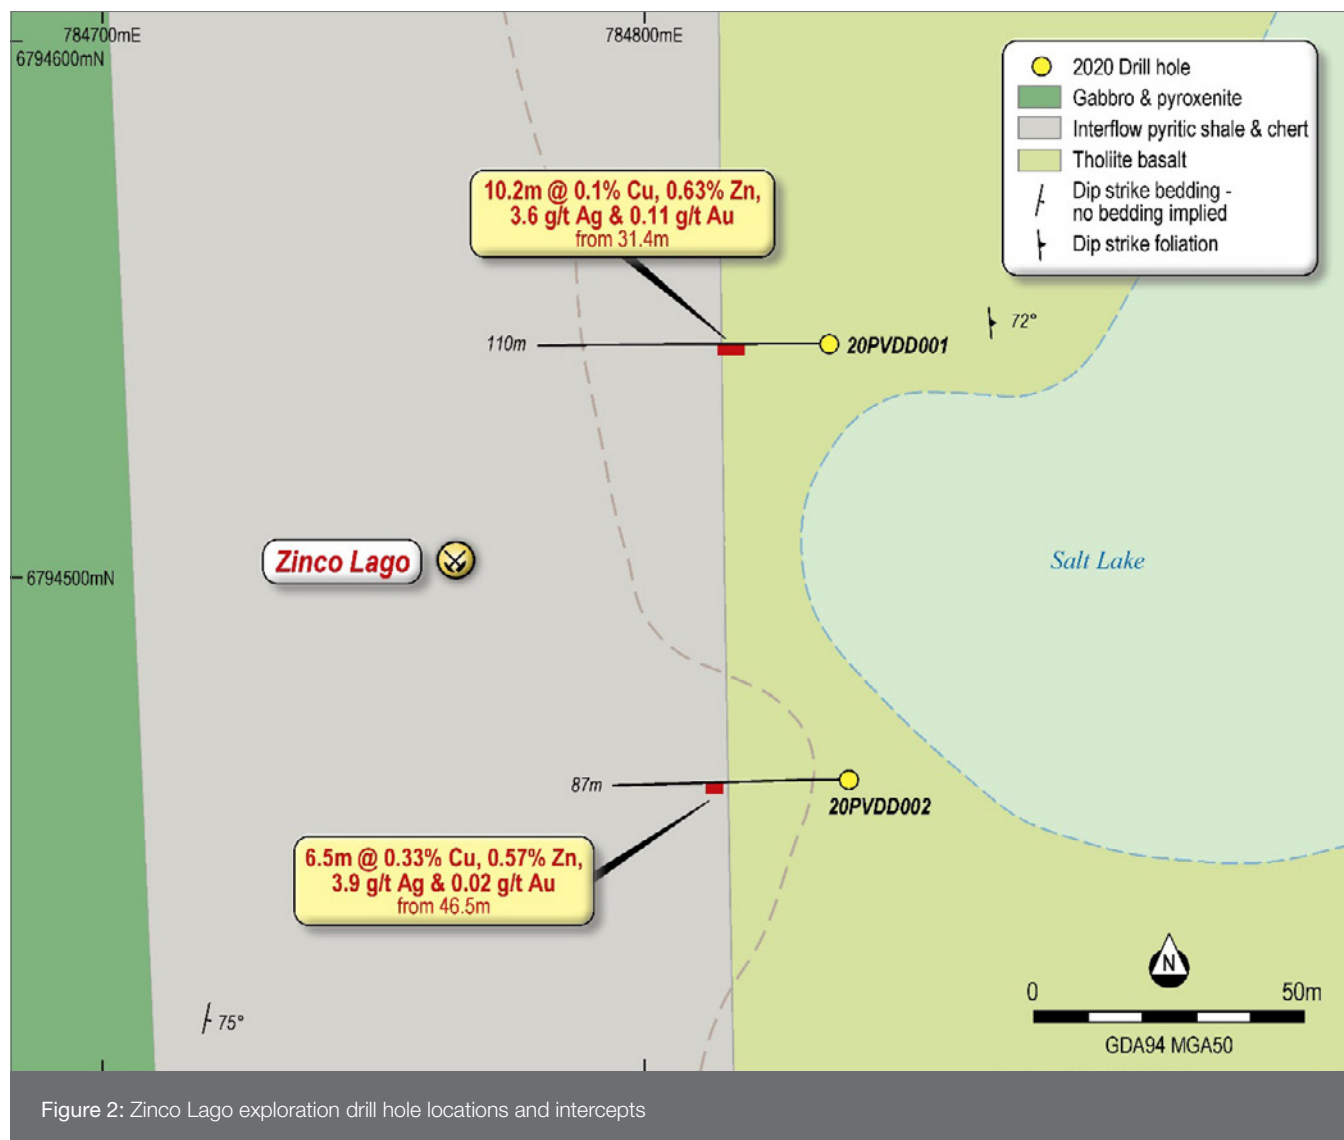 784700mE
784800mE
6794600mN
2020 Drill hole
Gabbro & pyroxenite
Interflow pyritic shale & chert
Tholiite basalt
Dip strike bedding -
no bedding implied
Dip strike foliation
10.2m @ 0.1% Cu, 0.63% Zn,
3.6 g/t Ag & 0.11 g/t Au
from 31.4m
72°
110m
20PVDD001
Zinco Lago
Salt Lake
6794500mN
87m
20PVDD002
6.5m @ 0.33% Cu, 0.57% Zn,
3.9 g/t Ag & 0.02 g/t Au
from 46.5m
N
0
50m
75°
GDA94 MGA50
Figure 2: Zinco Lago exploration drill hole locations and intercepts